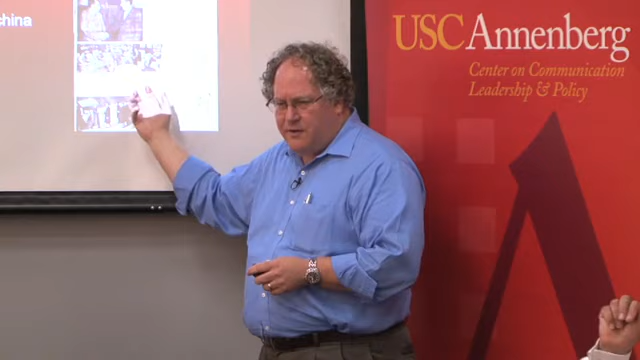 china
USC Annenberg
Center on Communication
Leadership & Policy